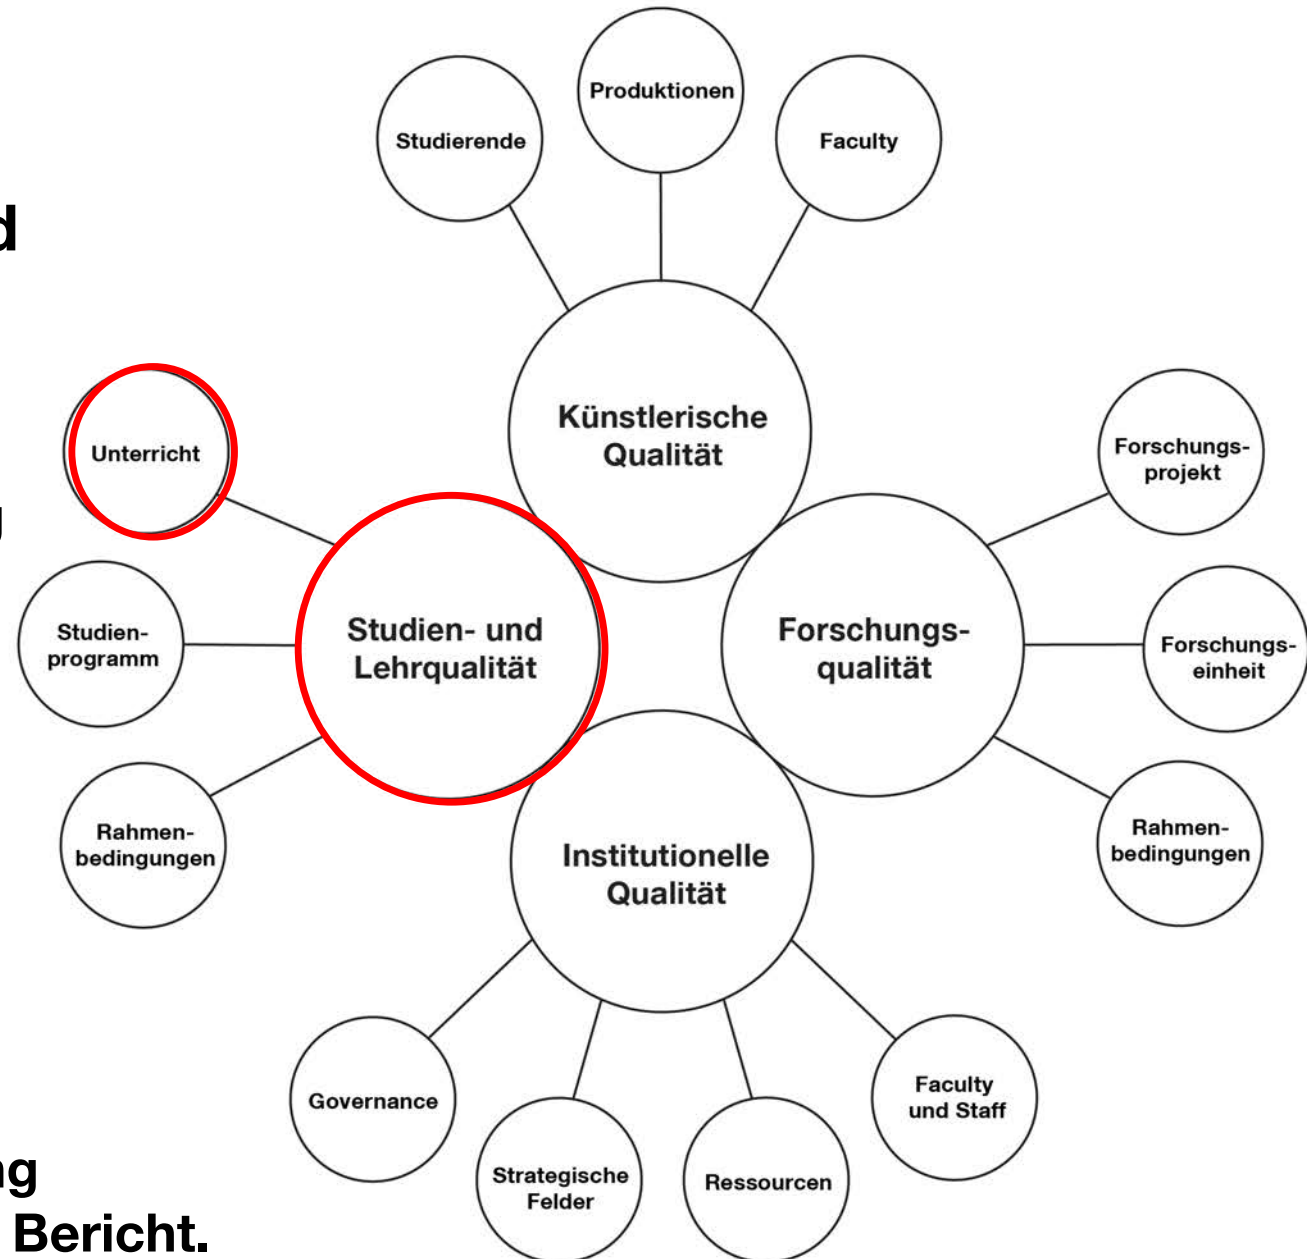 Produktionen
Studierende
Faculty
d
Künstlerische
Qualität
Unterricht
Forschungs-
projekt
g
Studien-
programm
Studien- und
Lehrqualität
Forschungs-
qualität
Forschungs-
einheit
Rahmen-
bedingungen
Institutionelle
Qualität
Rahmen-
bedingungen
Governance
Faculty
und Staff
Strategische
Felder
Ressourcen
ng
Bericht.